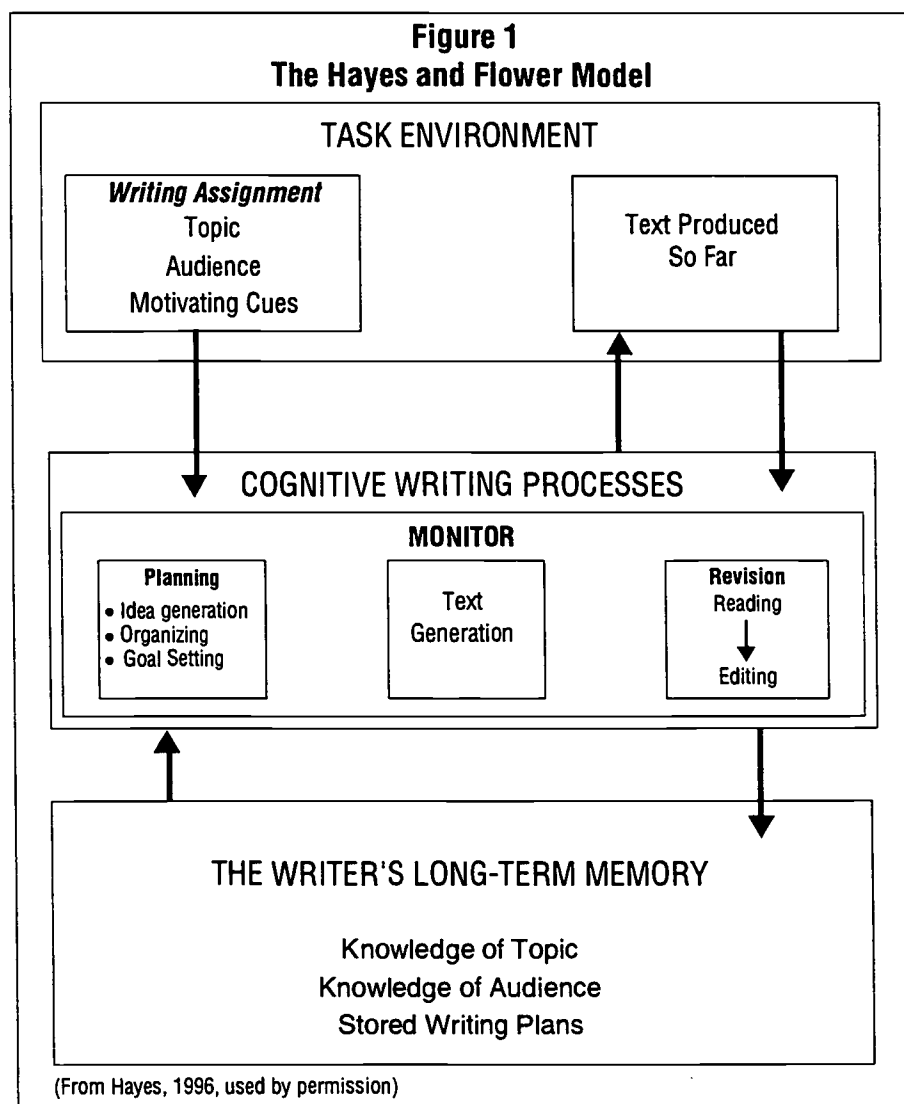 Figure 1
The Hayes and Flower Model
TASK ENVIRONMENT
Writing Assignment
Topic
Audience
Motivating Cues
Text Produced
So Far
COGNITIVE WRITING PROCESSES
MONITOR
Planning
• Idea generation
• Organizing
• Goal Setting
Text
Generation
Revision
Reading
Editing
THE WRITER'S LONG-TERM MEMORY
Knowledge of Topic
Knowledge of Audience
Stored Writing Plans
(From Hayes, 1996, used by permission)